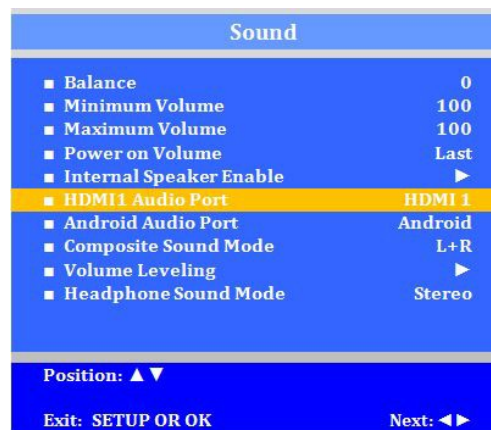 Sound
■ Balance 0
■ Minimum Volume 100
■ Maximum Volume 100
■ Power on Volume Last
■ Internal Speaker Enable ►
■ HDMI1 Audio Port HDMI 1
■ Android Audio Port Android
■ Composite Sound Mode L+R
■ Volume Leveling ►
■ Headphone Sound Mode Stereo
Position: ▲▼
Exit: SETUP OR OK Next: ◄►